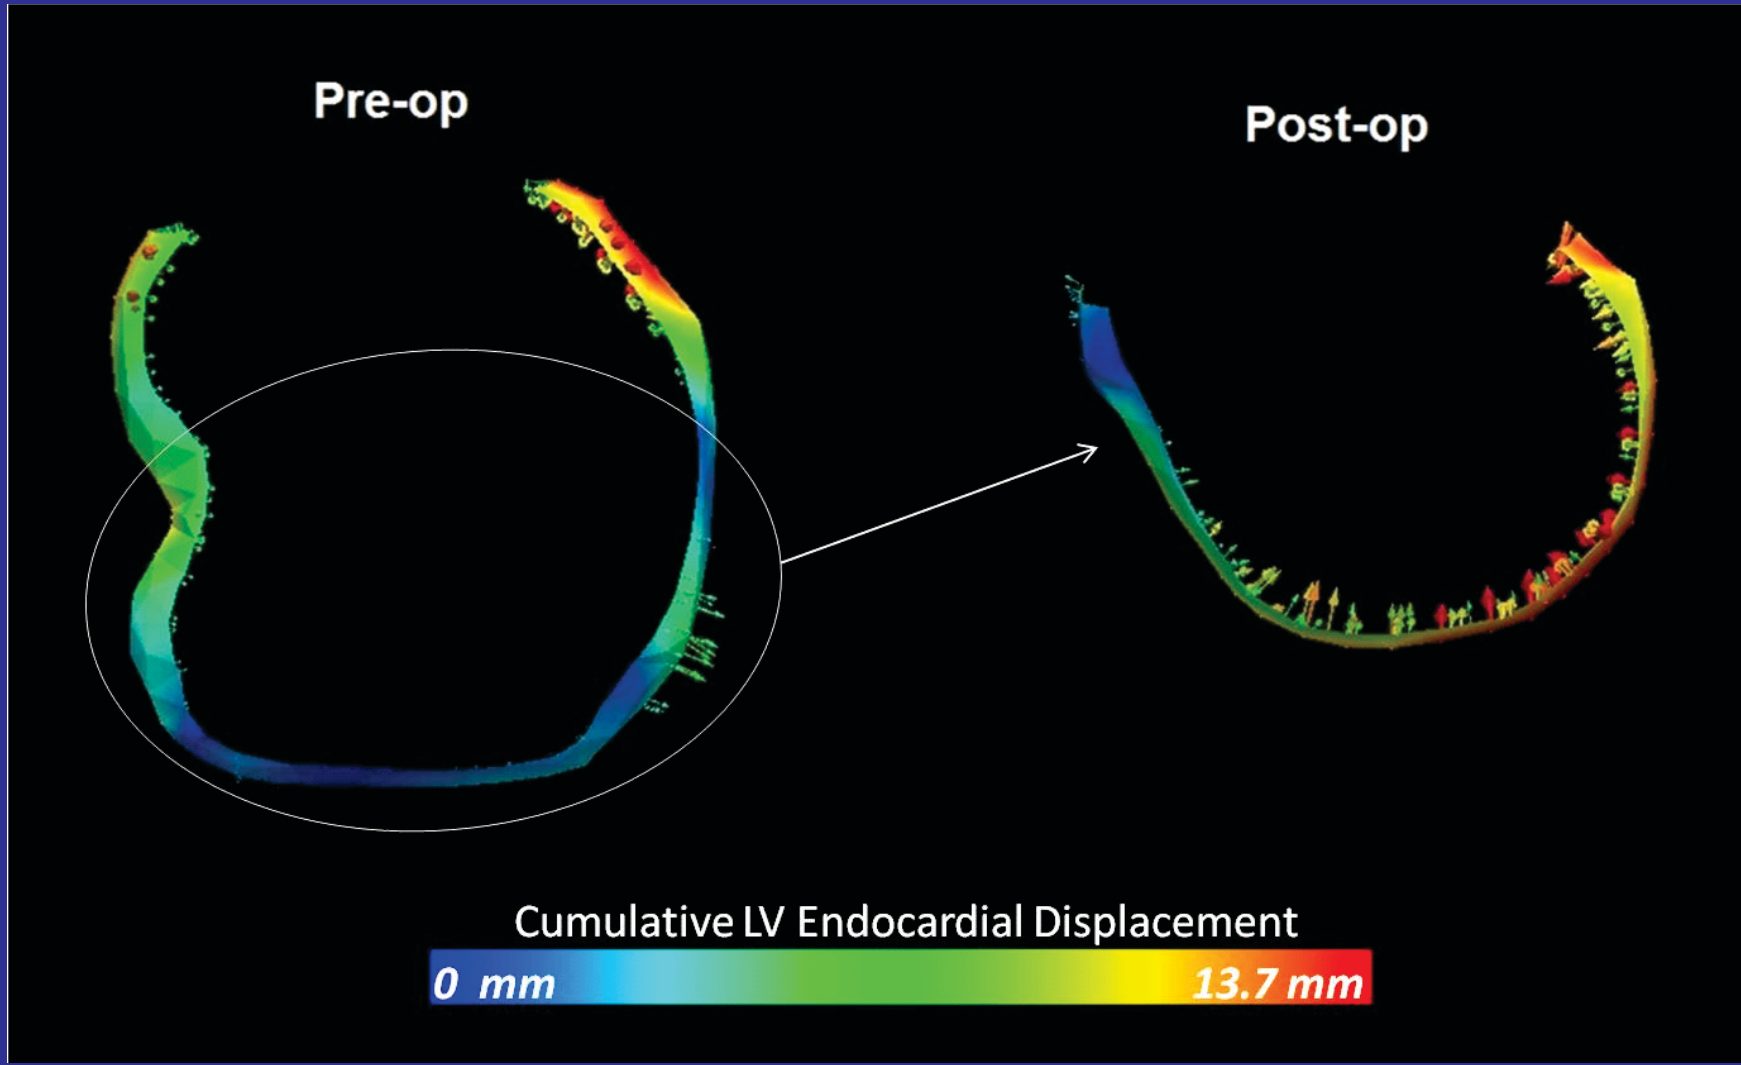 Pre-op
Post-op
Cumulative LV Endocardial Displacement
0 mm
13.7 mm